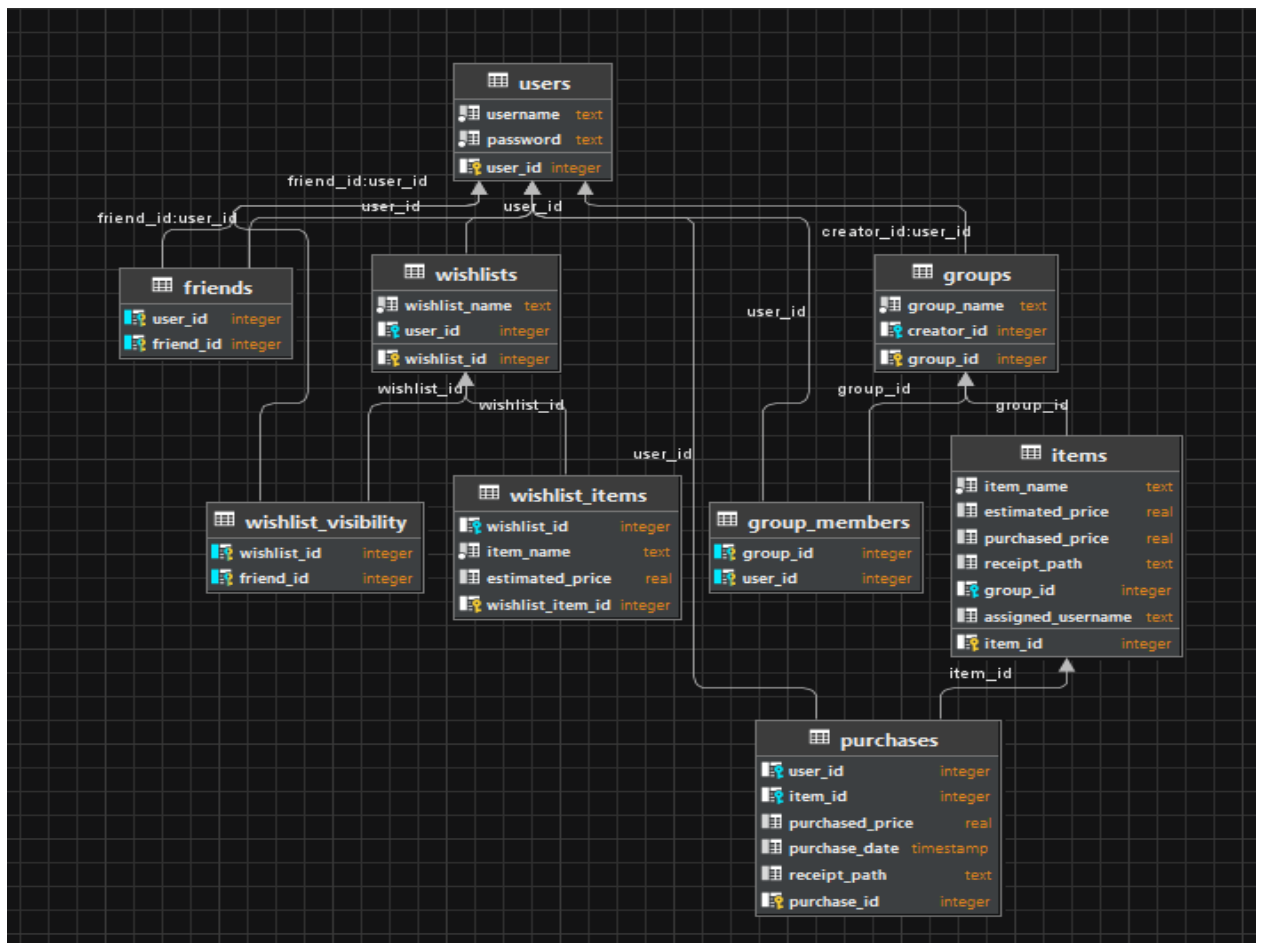 users
username text
password text
user_id integer
friend_id:user_id
user_id
user_id
friend_id:user_id
creator_id:user_id
friends
user_id integer
friend_id integer
wishlists
wishlist_name text
user_id integer
wishlist_id integer
groups
group_name text
creator_id integer
group_id integer
user_id
wishlist_id
wishlist_id
group_id
group_id
user_id
wishlist_visibility
wishlist_id integer
friend_id integer
wishlist_items
wishlist_id integer
item_name text
estimated_price real
wishlist_item_id integer
group_members
group_id integer
user_id integer
items
item_name text
estimated_price real
purchased_price real
receipt_path text
group_id integer
assigned_username text
item_id integer
item_id
purchases
user_id integer
item_id integer
purchased_price real
purchase_date timestamp
receipt_path text
purchase_id integer